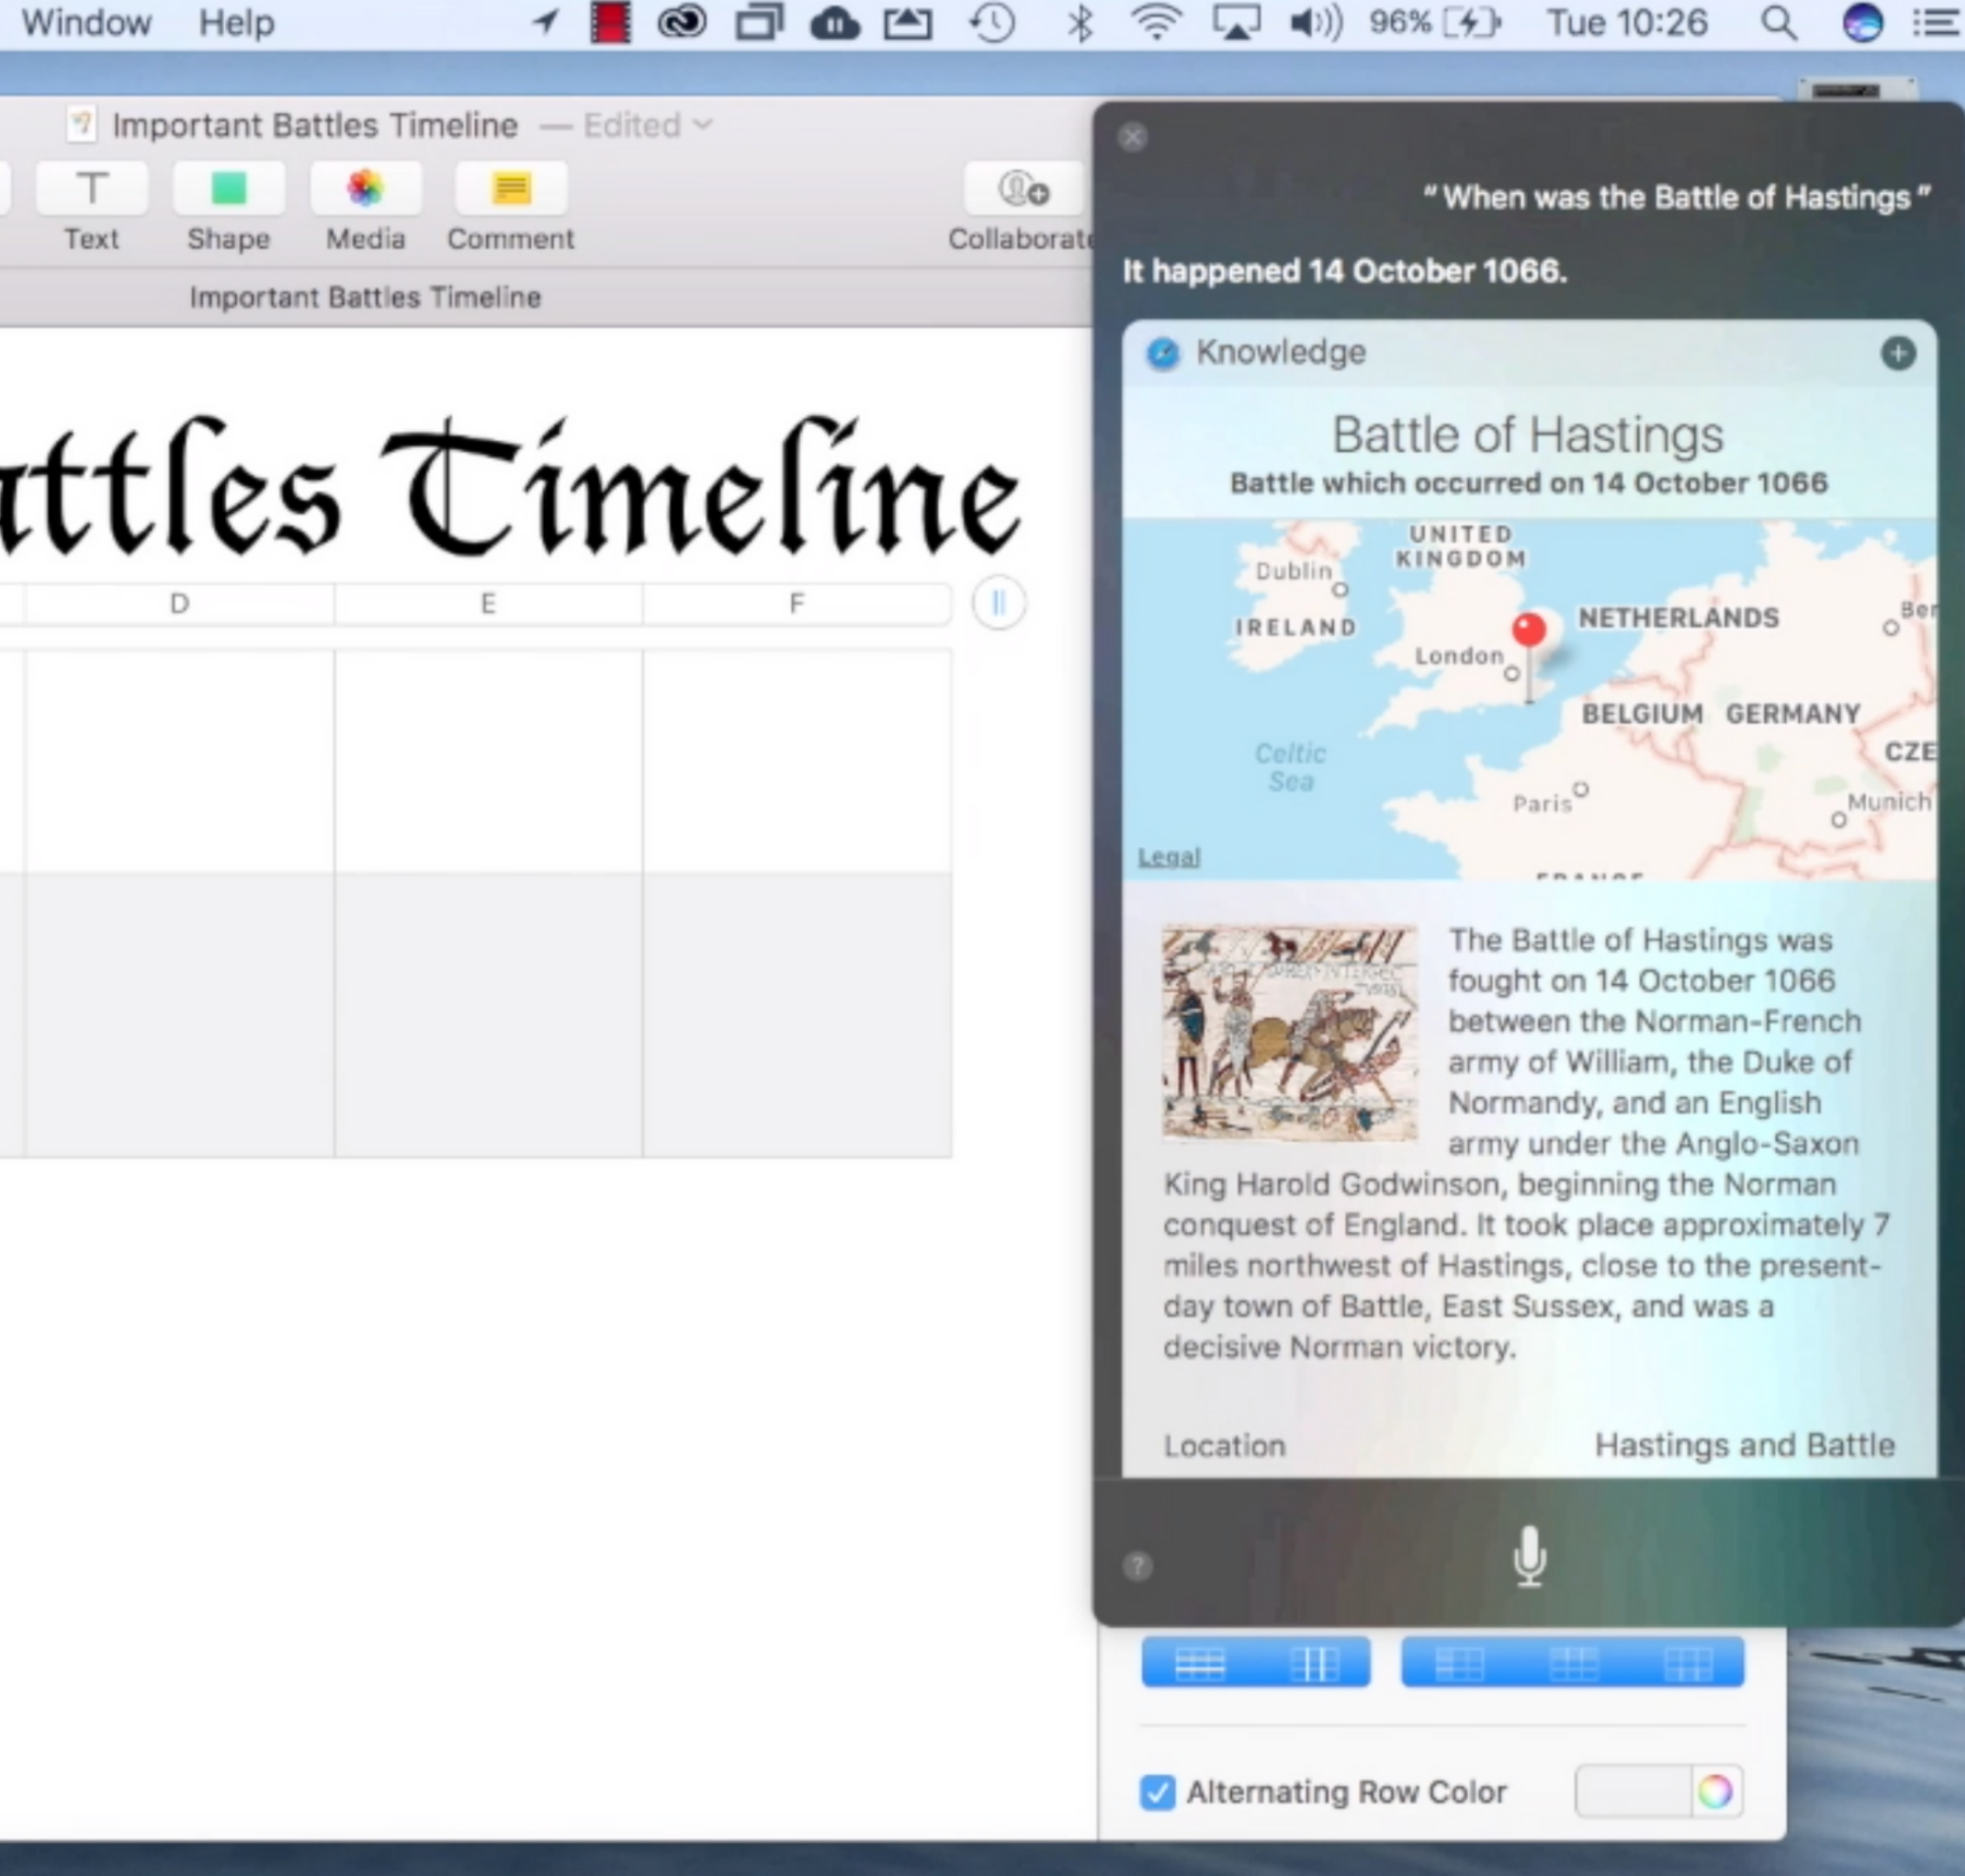 Window Help 96% Tue 10:26
Important Battles Timeline — Edited
Text Shape Media Comment Collaborate
Important Battles Timeline
attles Timeline
D E F
“When was the Battle of Hastings”
It happened 14 October 1066.
Knowledge
Battle of Hastings
Battle which occurred on 14 October 1066
UNITED
KINGDOM
Dublin
IRELAND
NETHERLANDS
Ber
London
BELGIUM GERMANY
Celtic
Sea
CZE
Paris
Munich
Legal
FRANCE
The Battle of Hastings was
fought on 14 October 1066
between the Norman-French
army of William, the Duke of
Normandy, and an English
army under the Anglo-Saxon
King Harold Godwinson, beginning the Norman
conquest of England. It took place approximately 7
miles northwest of Hastings, close to the present-
day town of Battle, East Sussex, and was a
decisive Norman victory.
Location Hastings and Battle
?
Alternating Row Color